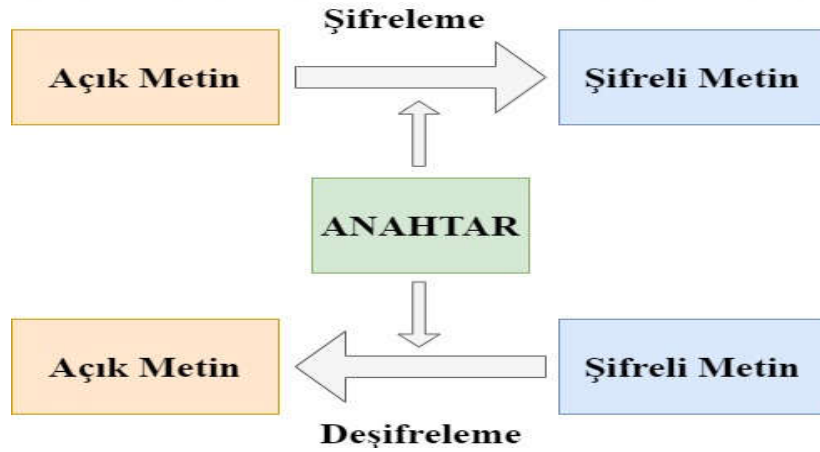 Şifreleme
Açık Metin
Şifreli Metin
ANAHTAR
Açık Metin
Şifreli Metin
Deşifreleme